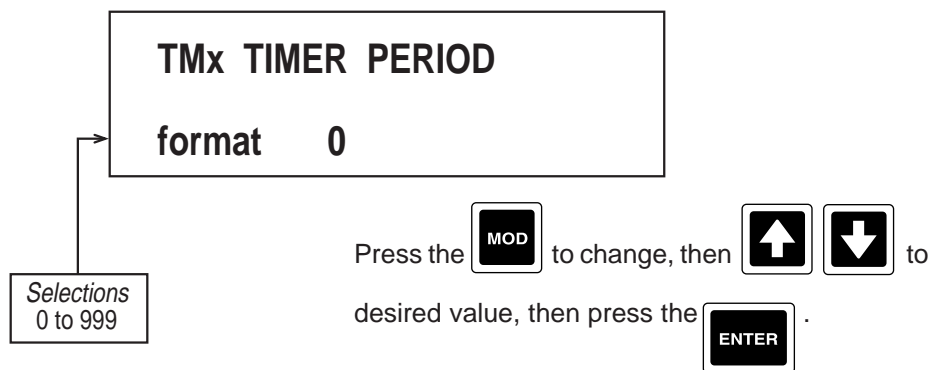 TMx TIMER PERIOD
format 0
Selections
0 to 999
Press the MOD to change, then to
desired value, then press the ENTER .